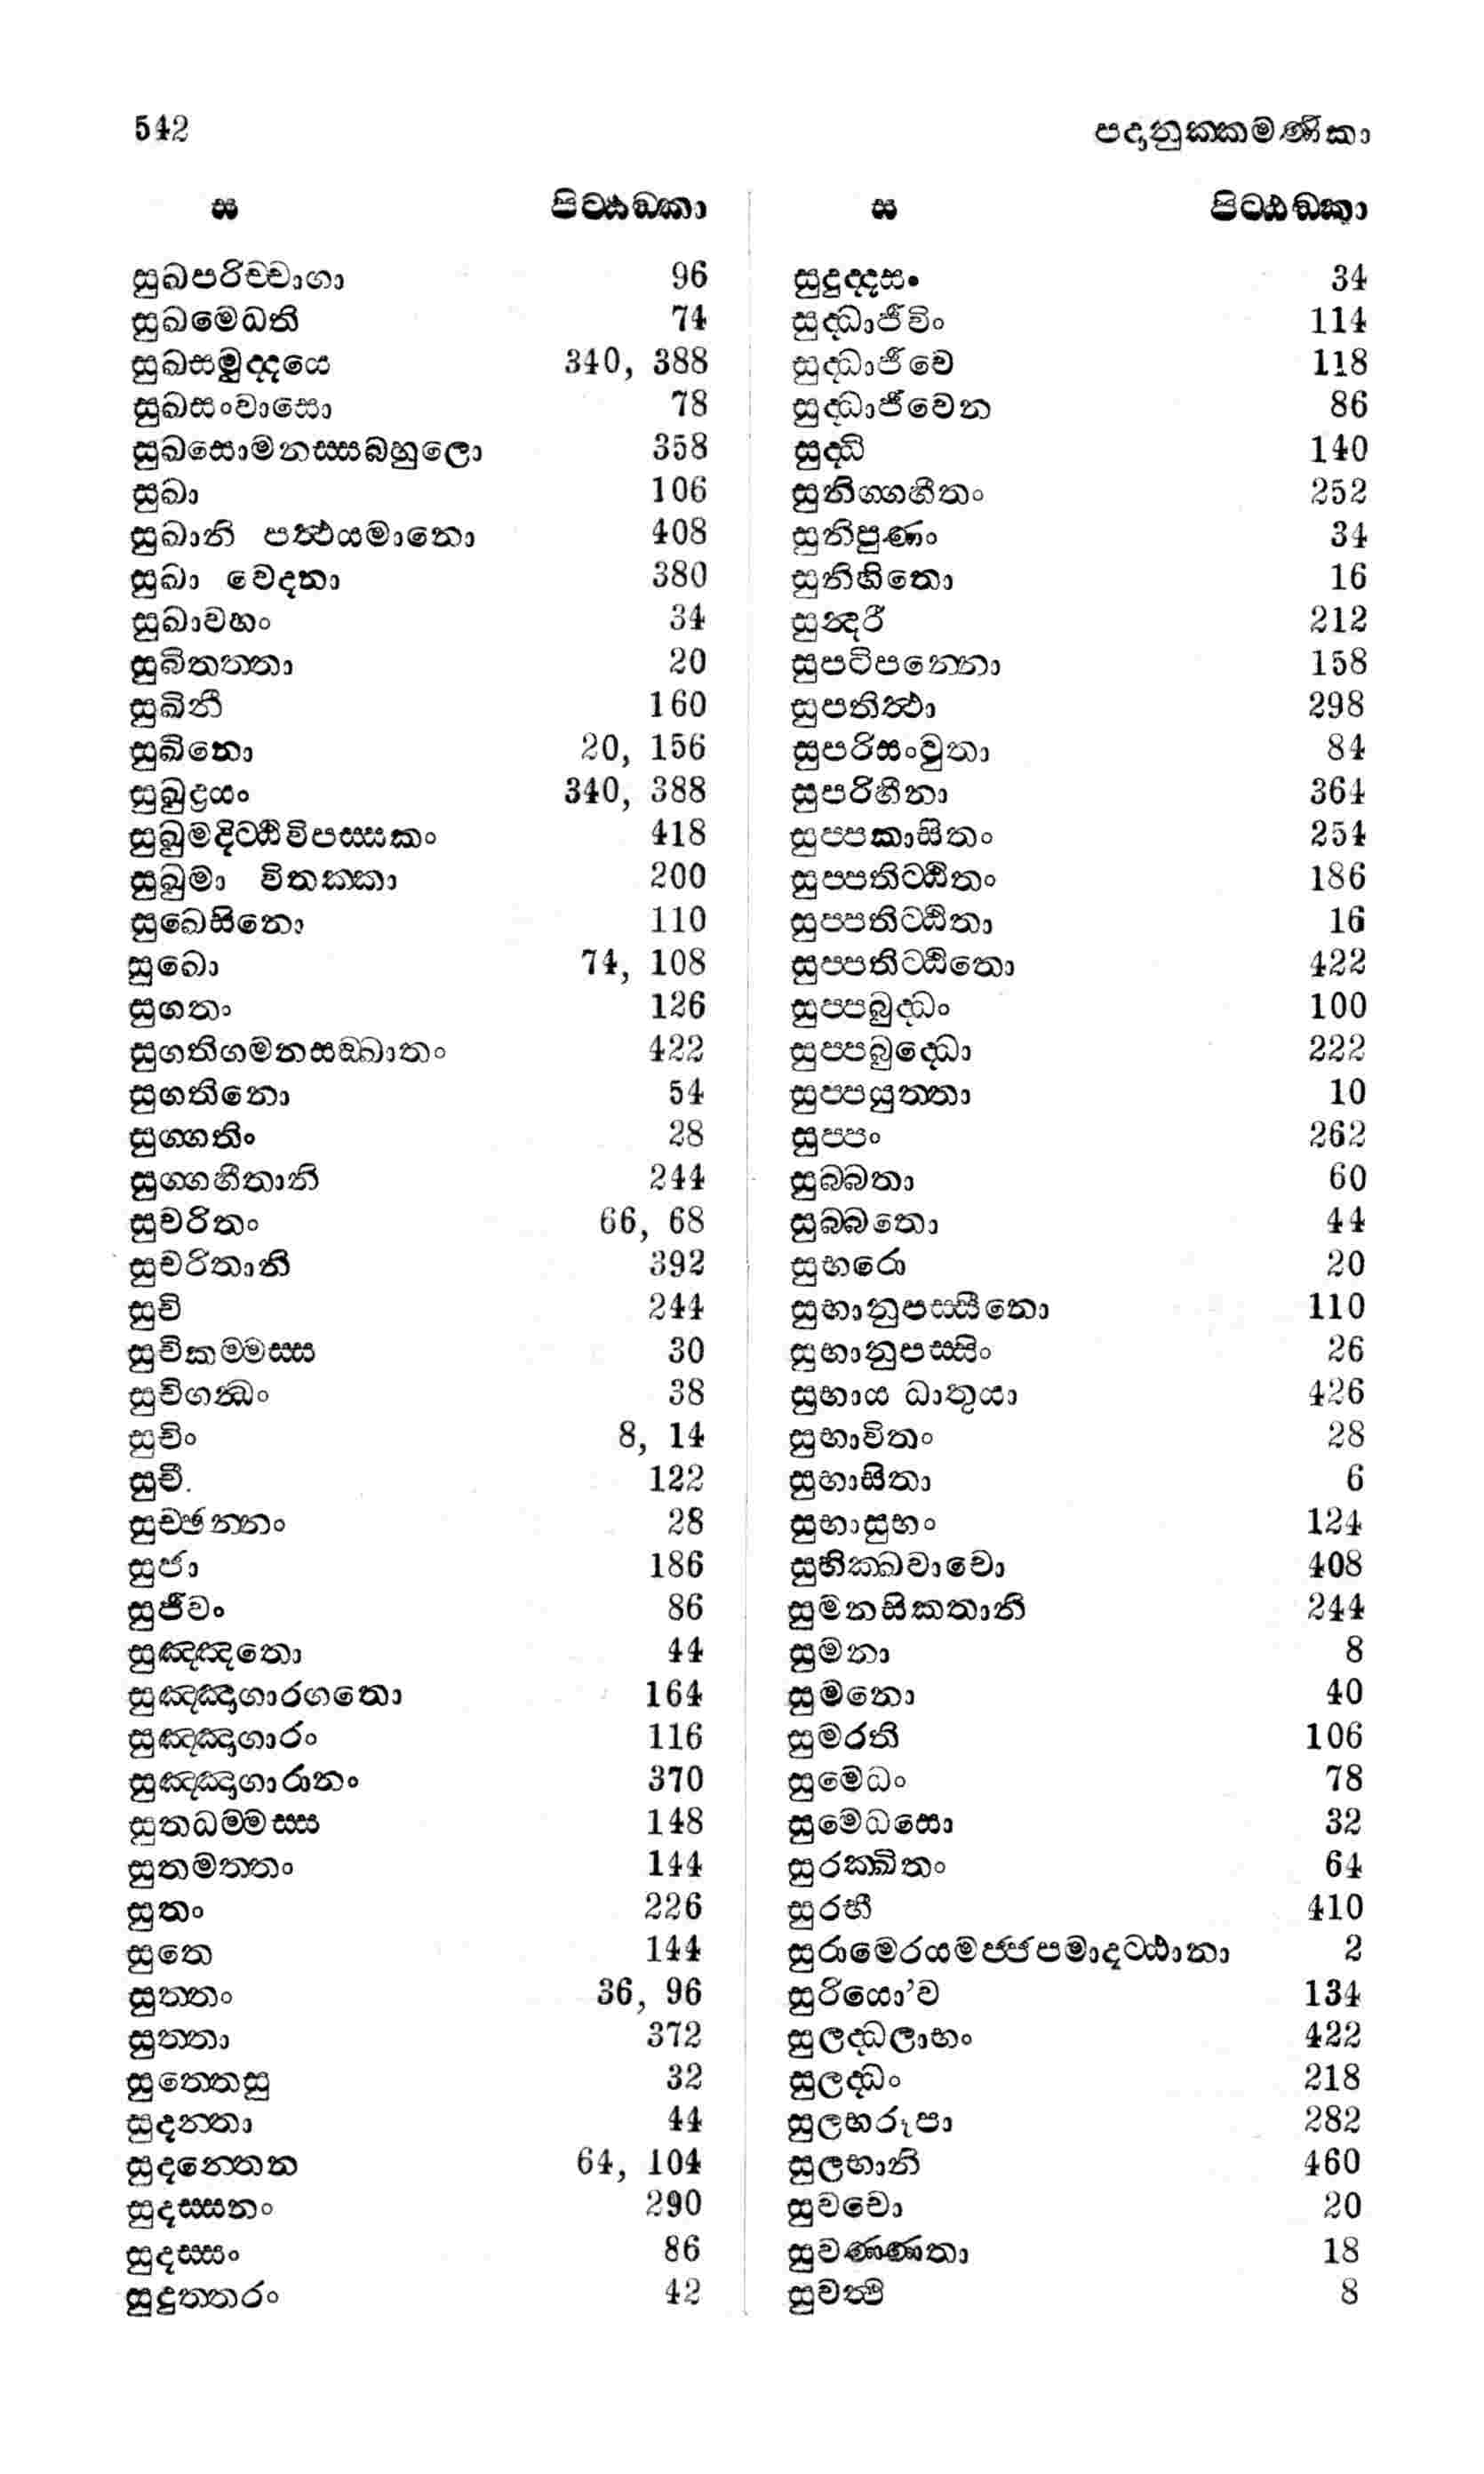 542 පදානුක්කමණිකා
ස පිට්ඨඞ්කා
සුඛපරිච්චාගා 96
සුඛමෙධති 74
සුඛසමුද්දයෙ 340, 388
සුඛසංවාසො 78
සුඛසොමනස්සබහුලො 358
සුඛා 106
සුඛානි පත්ථයමානො 408
සුඛා වෙදනා 380
සුඛාවහං 34
සුඛිතත්තා 20
සුඛිනී 160
සුඛිනො 20, 156
සුඛුද්‍රයං 340, 388
සුඛුමදිට්ඨිවිපස්සකං 418
සුඛුමා විතක්කා 200
සුඛෙසිනො 110
සුඛො 74, 108
සුගතං 126
සුගතිගමනසඞ්ඛාතං 422
සුගතිනො 54
සුග්ගතිං 28
සුග්ගහීතානි 244
සුචරිතං 66, 68
සුචරිතානි 392
සුචි 244
සුචිකම්මස්ස 30
සුචිගන්ධං 38
සුචිං 8, 14
සුචී. 122
සුච්ඡන්නං 28
සුජා 186
සුජීවං 86
සුඤ්ඤතො 44
සුඤ්ඤාගාරගතො 164
සුඤ්ඤාගාරං 116
සුඤ්ඤාගාරානං 370
සුතධම්මස්ස 148
සුතමත්තං 144
සුතං 226
සුතෙ 144
සුත්තං 36, 96
සුත්තා 372
සුත්තෙසු 32
සුදන්තා 44
සුදන්තෙන 64, 104
සුදස්සනං 290
සුදස්සං 86
සුදුත්තරං 42
ස පිට්ඨඞ්කා
සුදුද්දසං 34
සුද්ධාජීවිං 114
සුද්ධාජීවෙ 118
සුද්ධාජීවෙන 86
සුද්ධි 140
සුනිග්ගහීතං 252
සුනිපුණං 34
සුනිහිතො 16
සුන්දරී 212
සුපටිපන්නො 158
සුපතිත්ථා 298
සුපරිසංවුතා 84
සුපරිහීනා 364
සුප්පකාසිතං 254
සුප්පතිට්ඨිතං 186
සුප්පතිට්ඨිතා 16
සුප්පතිට්ඨිතො 422
සුප්පබුද්ධං 100
සුප්පබුද්ධො 222
සුප්පයුත්තා 10
සුප්පං 262
සුබ්බතා 60
සුබ්බතො 44
සුභරො 20
සුභානුපස්සීනො 110
සුභානුපස්සිං 26
සුභාය ධාතුයා 426
සුභාවිතං 28
සුභාසිතා 6
සුභාසුභං 124
සුභික්ඛවාචො 408
සුමනසිකතානි 244
සුමනා 8
සුමනො 40
සුමරති 106
සුමෙධං 78
සුමෙධසො 32
සුරක්ඛිතං 64
සුරභී 410
සුරාමෙරයමජ්ජපමාදට්ඨානා 2
සුරියො'ව 134
සුලද්ධලාභං 422
සුලද්ධං 218
සුලභරූපා 282
සුලභානි 460
සුවචො 20
සුවණ්ණතා 18
සුවත්ථි 8